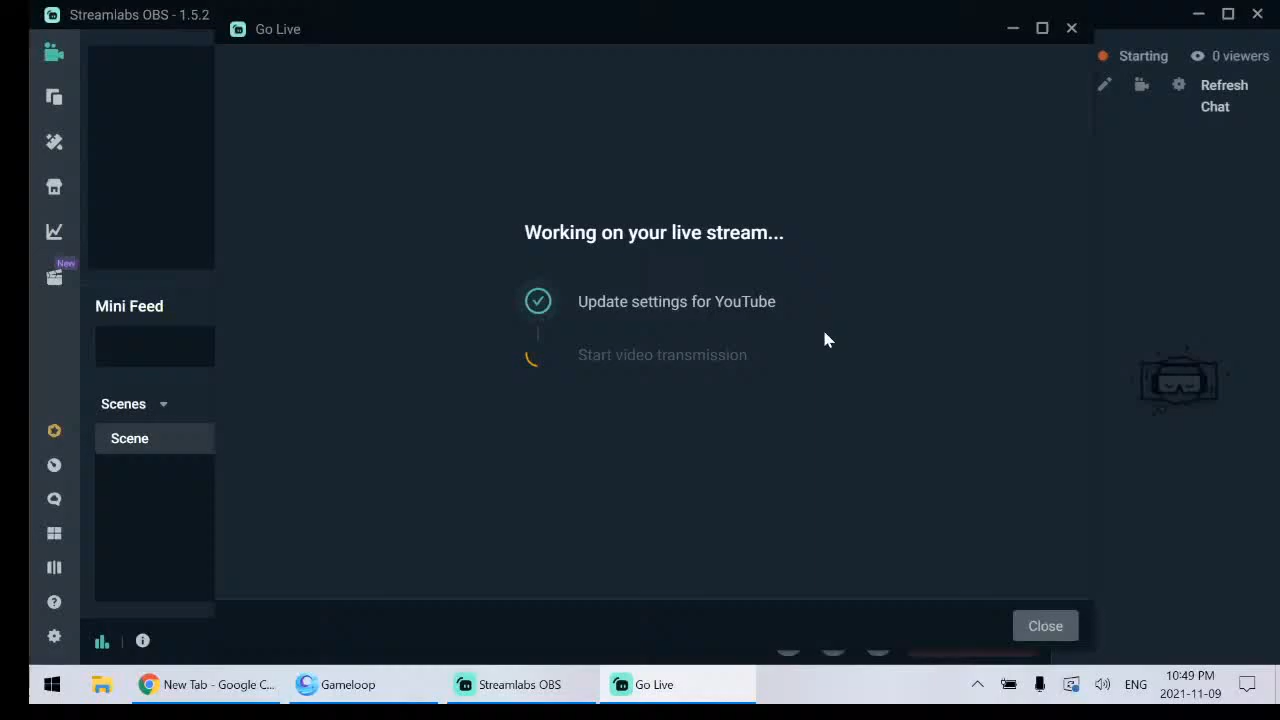 Streamlabs OBS - 1.5.2
Go Live
Starting
0 viewers
Refresh
Chat
New
Working on your live stream...
Update settings for YouTube
Start video transmission
Mini Feed
Scenes
Scene
Close
New Tab - Google C...
Gameloop
Streamlabs OBS
Go Live
ENG
10:49 PM
2021-11-09